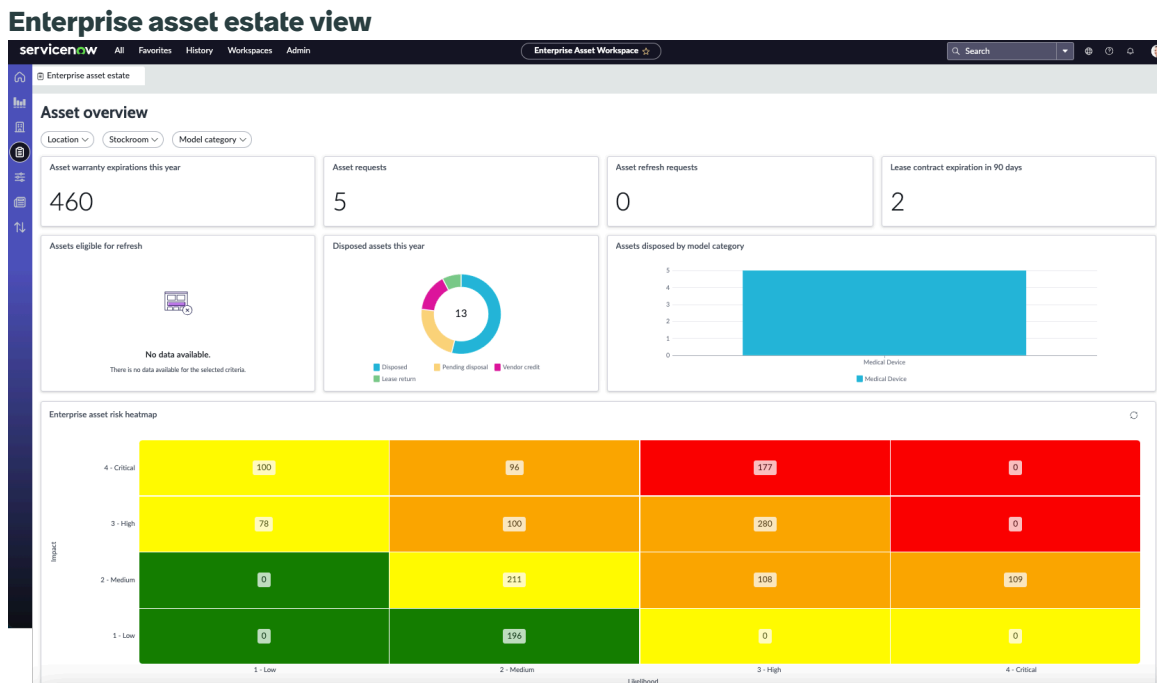 Enterprise asset estate view
servicenow All Favorites History Workspaces Admin Enterprise Asset Workspace Search
Enterprise asset estate
Asset overview
Location Stockroom Model category
Asset warranty expirations this year
460
Asset requests
5
Asset refresh requests
0
Lease contract expiration in 90 days
2
Assets eligible for refresh
No data available.
There is no data available for the selected criteria.
Disposed assets this year
13
Disposed Pending disposal Vendor credit
Lease return
Assets disposed by model category
5
4
3
2
1
0
Medical Device
Medical Device
Enterprise asset risk heatmap
Impact
4 - Critical 100 96 177 0
3 - High 78 100 280 0
2 - Medium 0 211 108 109
1 - Low 0 196 0 0
1 - Low 2 - Medium 3 - High 4 - Critical
Likelihood